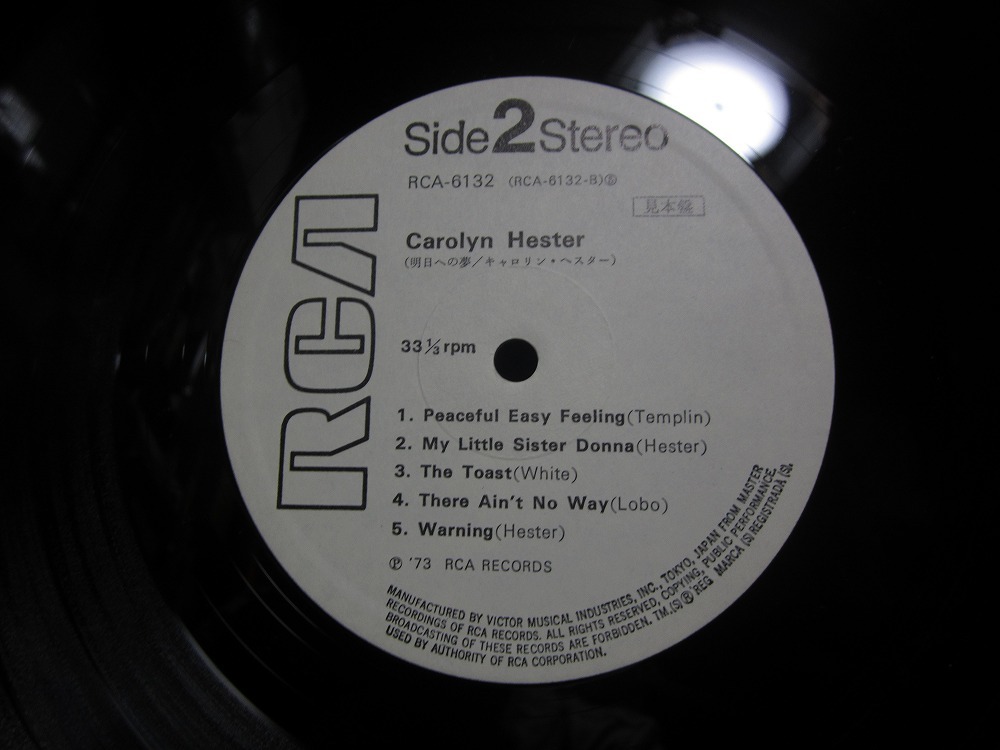 Side 2 Stereo
RCA-6132 (RCA-6132-B)Ⓢ
見本盤
RCA
Carolyn Hester
(明日への夢/キャロリン・ヘスター)
33⅓rpm
1. Peaceful Easy Feeling(Templin)
2. My Little Sister Donna(Hester)
3. The Toast(White)
4. There Ain't No Way(Lobo)
5. Warning(Hester)
Ⓟ '73 RCA RECORDS
MANUFACTURED BY VICTOR MUSICAL INDUSTRIES, INC., TOKYO, JAPAN FROM MASTER
RECORDINGS OF RCA RECORDS. ALL RIGHTS RESERVED, COPYING, PUBLIC PERFORMANCE,
BROADCASTING OF THESE RECORDS ARE FORBIDDEN. TM.(S)® REG MARCA (S) REGISTRADA (S).
USED BY AUTHORITY OF RCA CORPORATION.